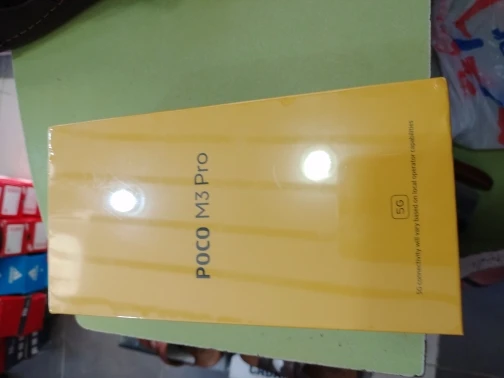 POCO M3 Pro
5G
5G connectivity will vary based on local operator capabilities